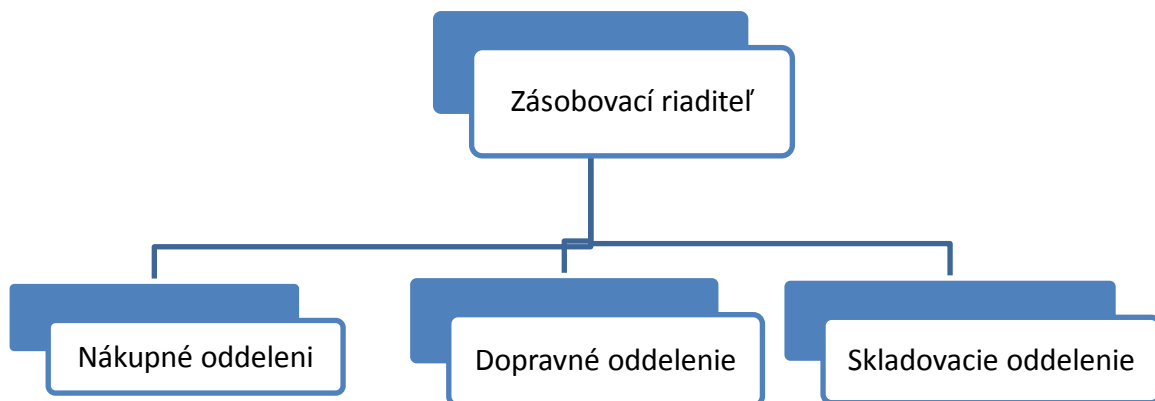 Zásobovací riaditeľ
Nákupné oddeleni
Dopravné oddelenie
Skladovacie oddelenie